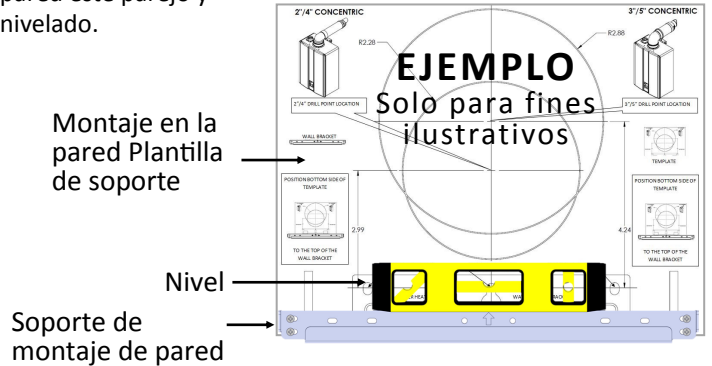 pared esté parejo y
nivelado.
2"/4" CONCENTRIC
3"/5" CONCENTRIC
R2.28
R2.88
EJEMPLO
Solo para fines
ilustrativos
2"/4" DRILL POINT LOCATION
3"/5" DRILL POINT LOCATION
Montaje en la
pared Plantilla
de soporte
WALL BRACKET
TEMPLATE
POSITION BOTTOM SIDE OF
TEMPLATE
TO THE TOP OF THE
WALL BRACKET
POSITION BOTTOM SIDE OF
TEMPLATE
TO THE TOP OF THE
WALL BRACKET
2.99
4.24
Nivel
Soporte de
montaje de pared